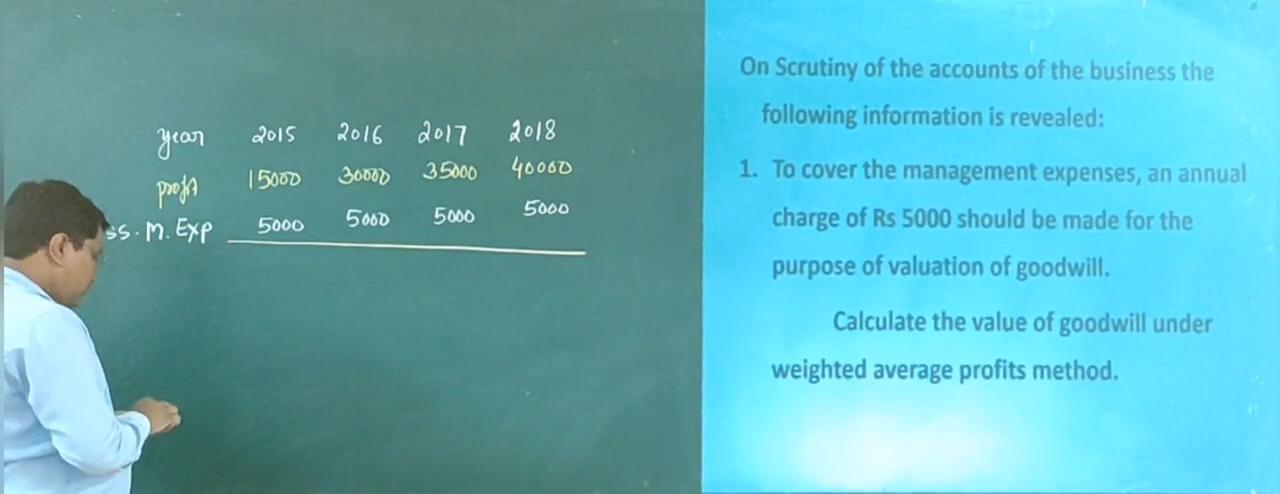 year 2015 2016 2017 2018
profit 15000 30000 35000 40000
ss. M. Exp 5000 5000 5000 5000
On Scrutiny of the accounts of the business the
following information is revealed:
1. To cover the management expenses, an annual
charge of Rs 5000 should be made for the
purpose of valuation of goodwill.
Calculate the value of goodwill under
weighted average profits method.